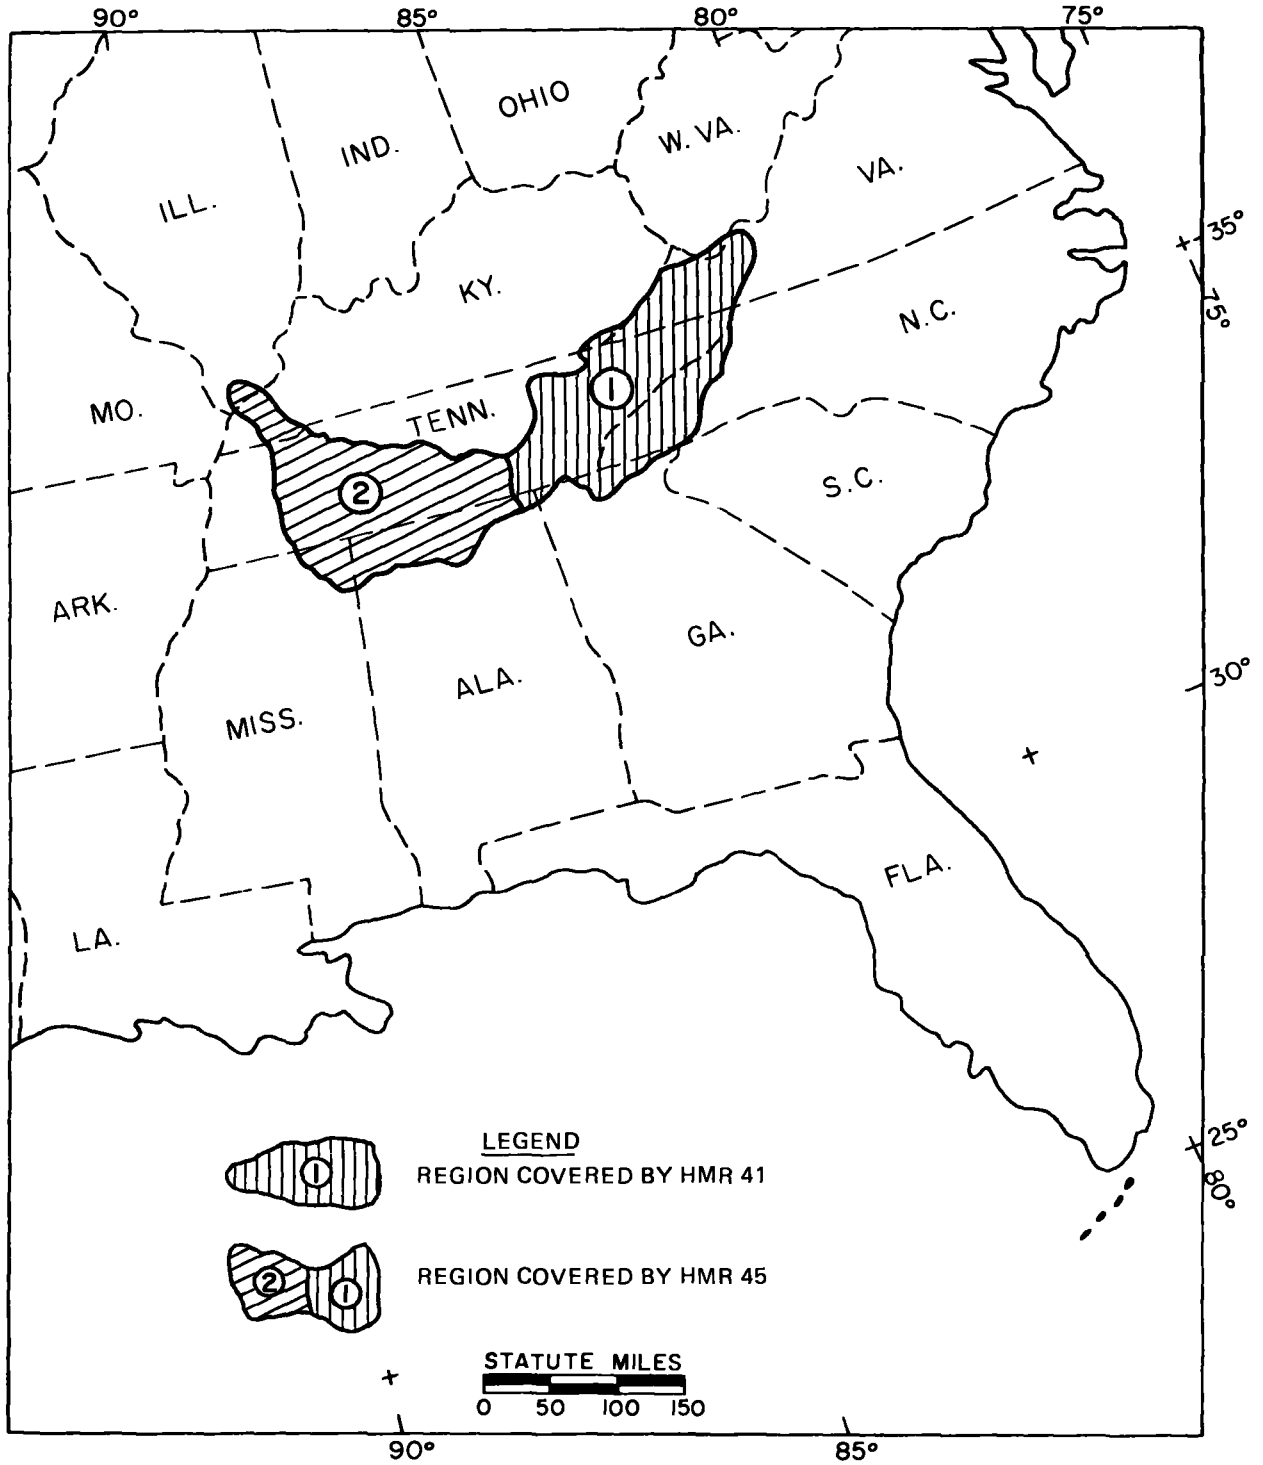 90° 85° 80° 75°
OHIO
W. VA.
IND.
VA.
ILL.
35°
KY.
75°
N.C.
1
MO.
TENN.
2
S.C.
ARK.
GA.
30°
ALA.
MISS.
FLA.
LA.
25°
LEGEND
1 REGION COVERED BY HMR 41
80°
2 1 REGION COVERED BY HMR 45
STATUTE MILES
0 50 100 150
90° 85°